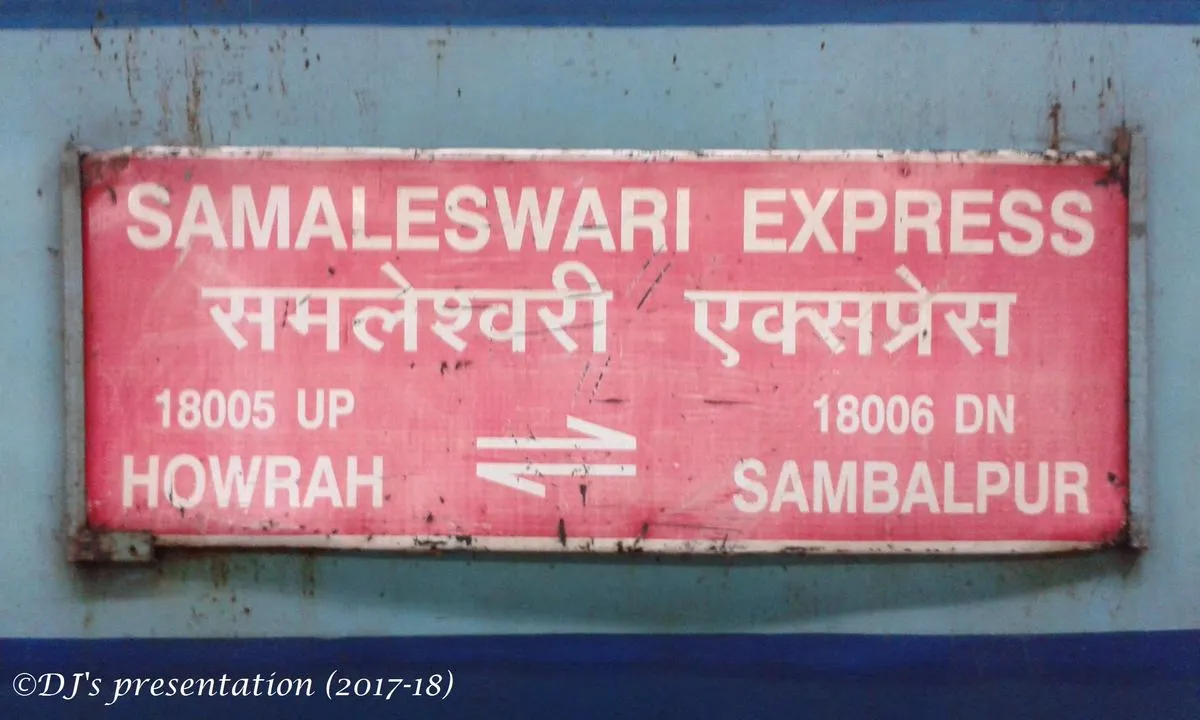 SAMALESWARI EXPRESS
समलेश्वरी एक्सप्रेस
18005 UP 18006 DN
HOWRAH SAMBALPUR
©DJ's presentation (2017-18)